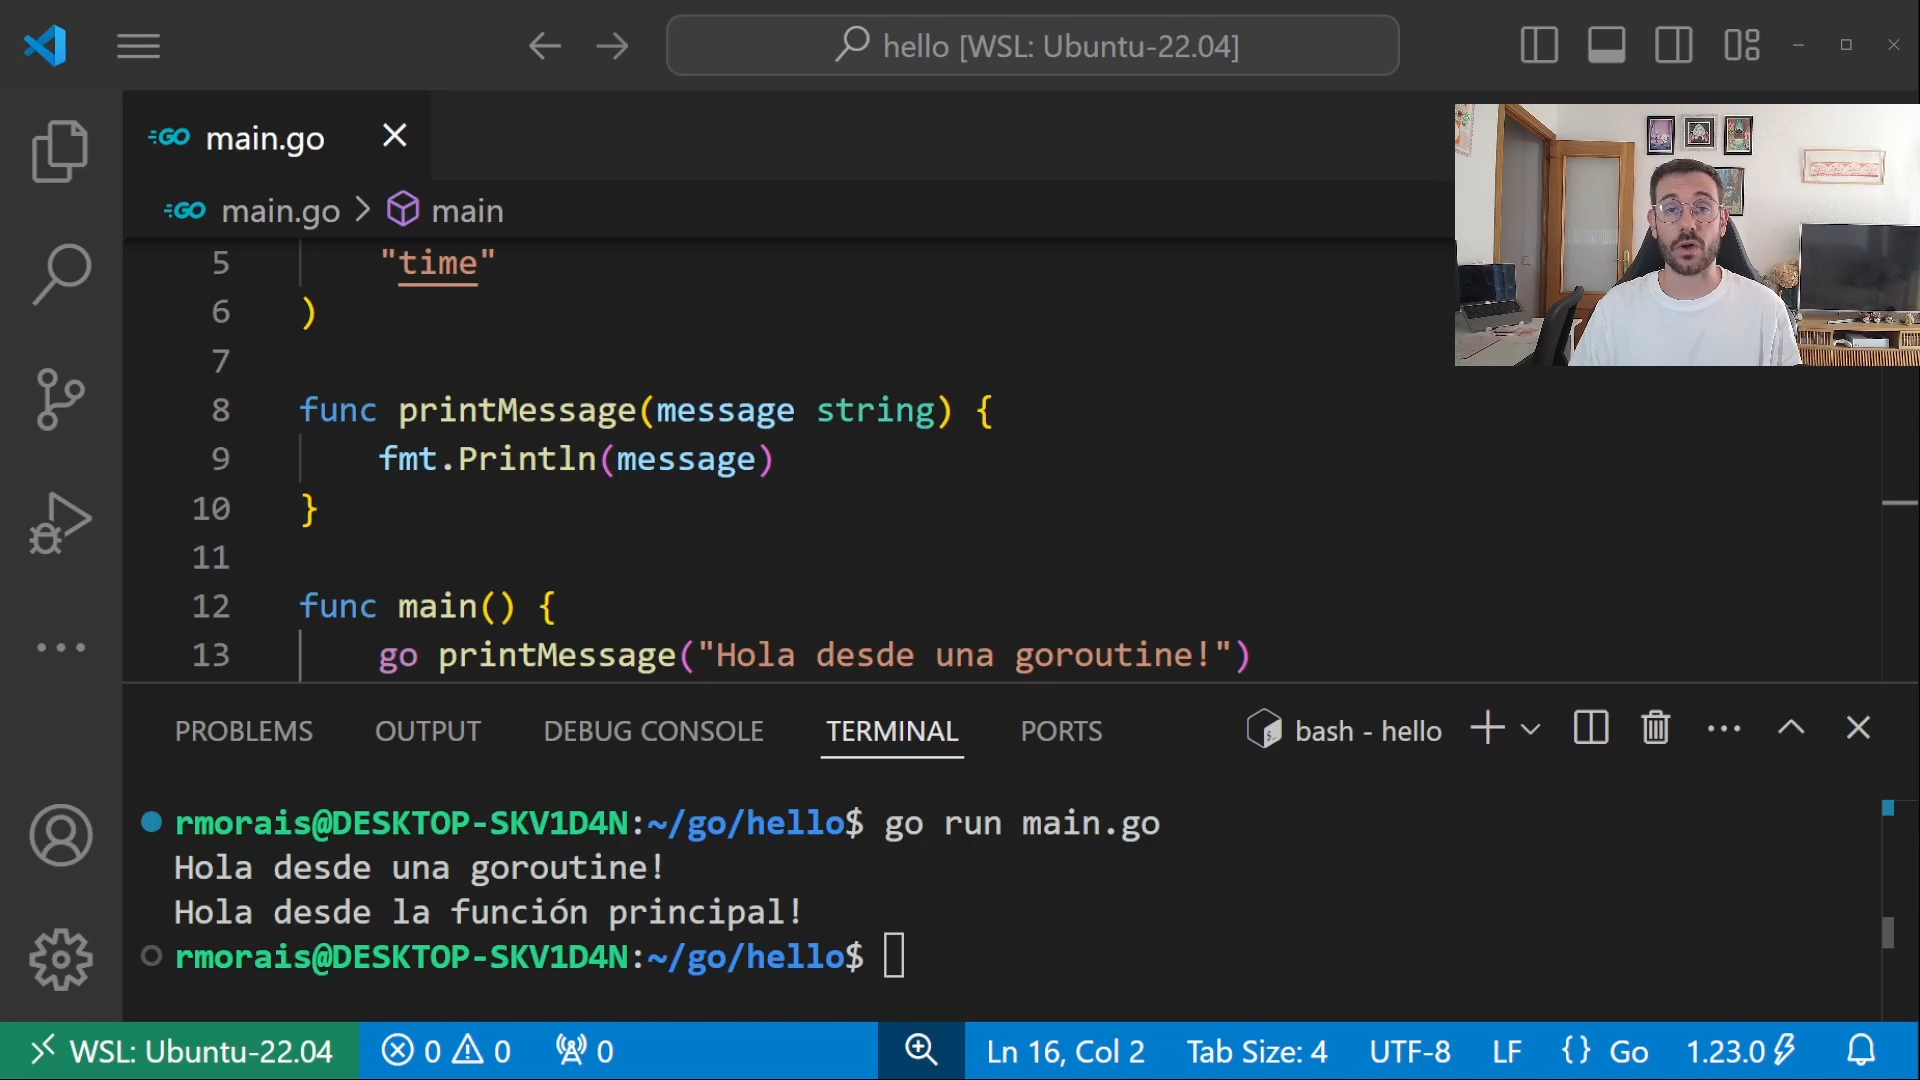 hello [WSL: Ubuntu-22.04]
GO main.go
GO main.go > main
5 "time"
6 )
7
8 func printMessage(message string) {
9 fmt.Println(message)
10 }
11
12 func main() {
13 go printMessage("Hola desde una goroutine!")
PROBLEMS OUTPUT DEBUG CONSOLE TERMINAL PORTS bash - hello
rmorais@DESKTOP-SKV1D4N:~/go/hello$ go run main.go
Hola desde una goroutine!
Hola desde la función principal!
rmorais@DESKTOP-SKV1D4N:~/go/hello$
WSL: Ubuntu-22.04 0 0 0 Ln 16, Col 2 Tab Size: 4 UTF-8 LF {} Go 1.23.0